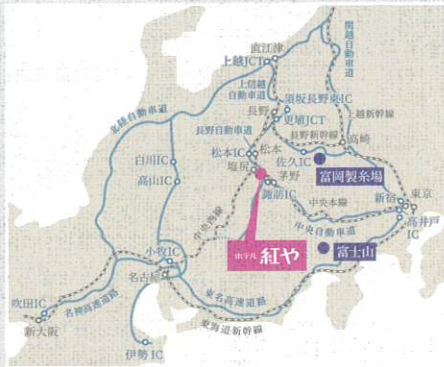 関越自動車道
直江津
上越JCT
上信越
自動車道
北陸自動車道
須坂長野東IC
長野
更埴JCT
上越新幹線
長野自動車道
長野新幹線
高崎
松本IC
松本
佐久IC
塩尻
茅野
富岡製糸場
白川IC
高山IC
諏訪IC
中央本線
新宿
東京
高井戸
IC
中央自動車道
中央西線
ホテル 紅や
富士山
小牧IC
名古屋
東名高速道路
東海道新幹線
吹田IC
名神高速道路
新大阪
伊勢IC